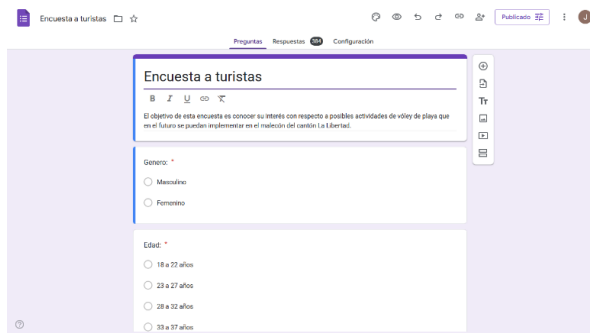 Encuesta a turistas
Publicado
J
Preguntas Respuestas 384 Configuración
Encuesta a turistas
B I U
El objetivo de esta encuesta es conocer su interés con respecto a posibles actividades de vóley de playa que
en el futuro se puedan implementar en el malecón del cantón La Libertad.
Tт
Genero: *
Masculino
Femenino
Edad: *
18 a 22 años
23 a 27 años
28 a 32 años
33 a 37 años